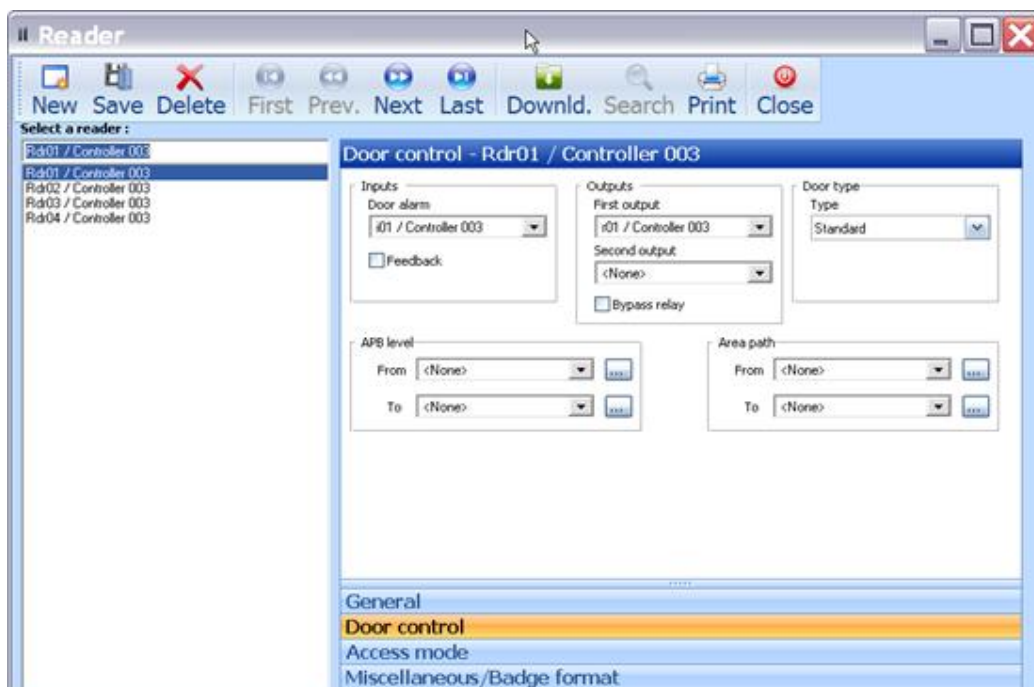 Reader
New Save Delete First Prev. Next Last Downld. Search Print Close
Select a reader :
Rdr01 / Controller 003
Rdr01 / Controller 003
Rdr02 / Controller 003
Rdr03 / Controller 003
Rdr04 / Controller 003
Door control - Rdr01 / Controller 003
Inputs
Door alarm
i01 / Controller 003
Feedback
Outputs
First output
r01 / Controller 003
Second output
<None>
Bypass relay
Door type
Type
Standard
APB level
From <None> ...
To <None> ...
Area path
From <None> ...
To <None> ...
General
Door control
Access mode
Miscellaneous/Badge format